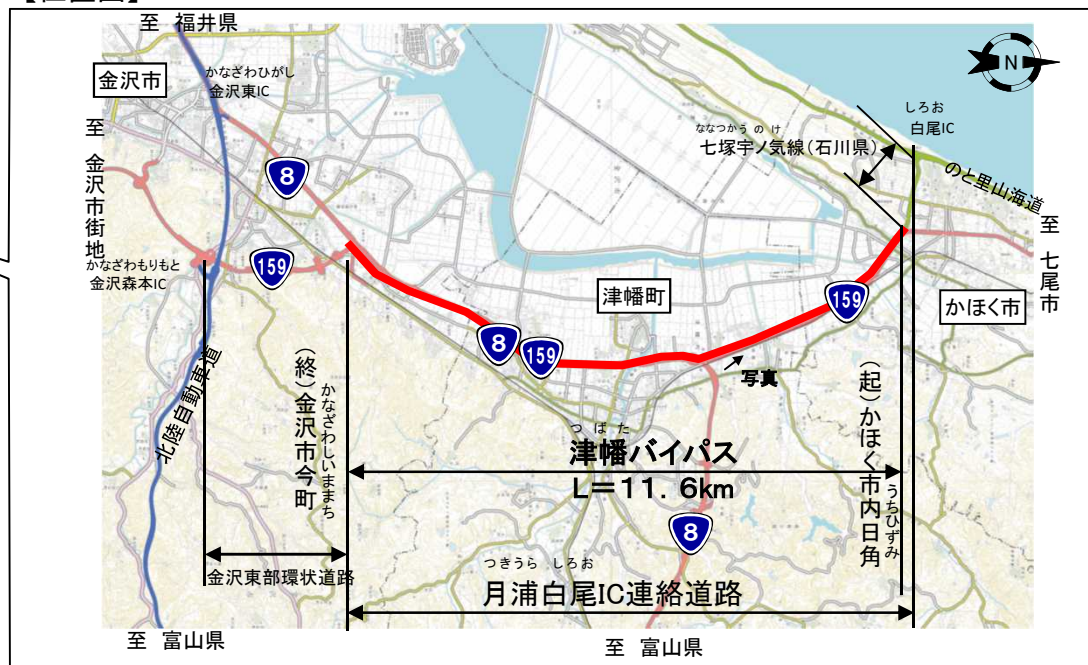 至 福井県
金沢市
かなざわひがし
金沢東IC
至 金沢市街地
8
159
かなざわもりもと
金沢森本IC
北陸自動車道
N
しろお
白尾IC
ななつかうのけ
七塚宇ノ気線(石川県)
のと里山海道
至 七尾市
かほく市
津幡町
159
8
159
写真
(終)金沢市今町
かなざわしいままち
(起)かほく市内日角
うちひずみ
つばた
津幡バイパス
L=11.6km
8
金沢東部環状道路
つきうら しろお
月浦白尾IC連絡道路
至 富山県
至 富山県